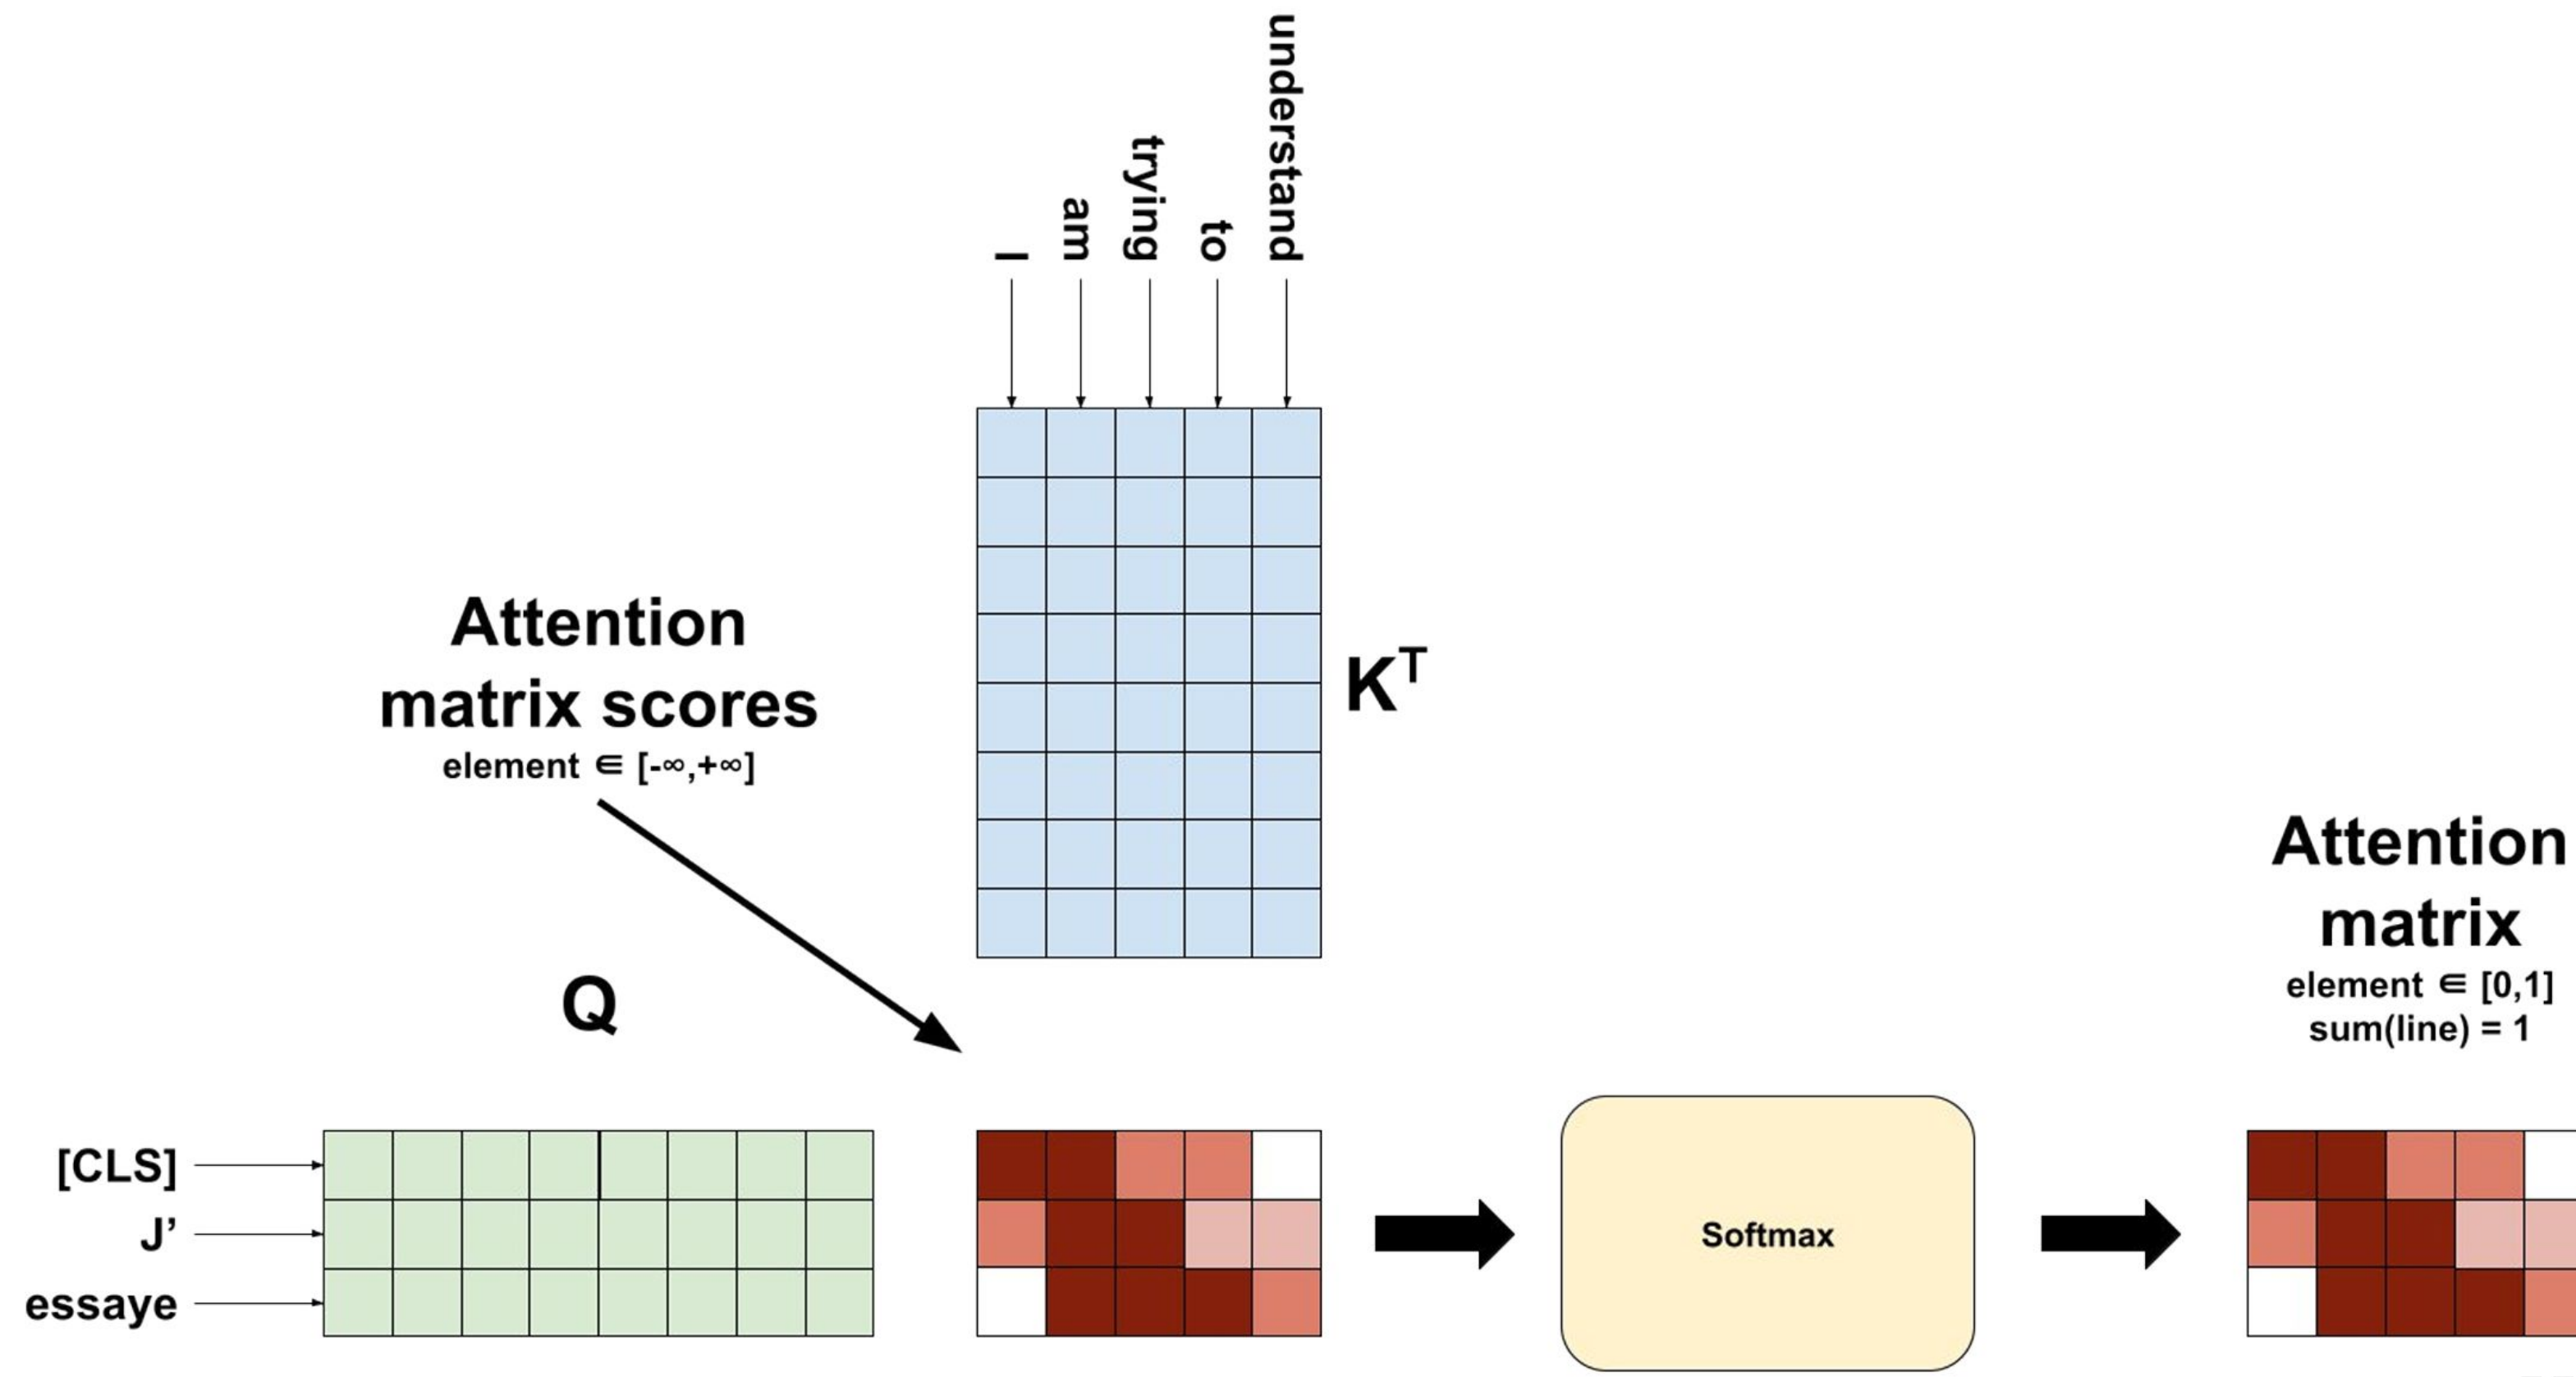 I
am
trying
to
understand
K^T
Attention
matrix scores
element ∈ [-∞,+∞]
Q
[CLS]
J’
essaye
Softmax
Attention
matrix
element ∈ [0,1]
sum(line) = 1